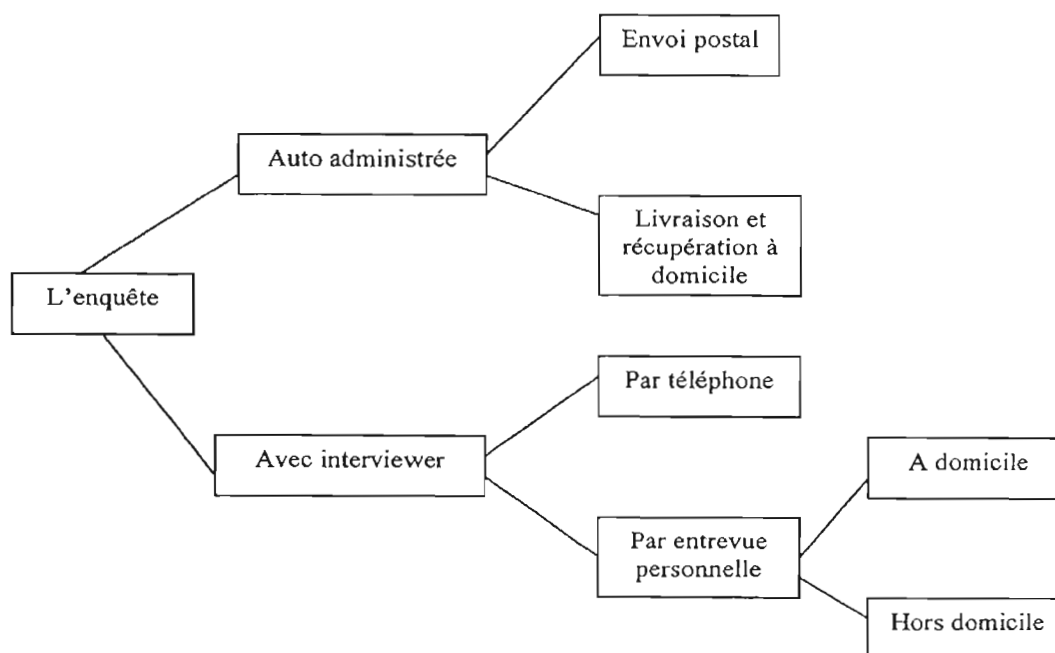 Envoi postal
Auto administrée
Livraison et
récupération à
domicile
L'enquête
Par téléphone
Avec interviewer
A domicile
Par entrevue
personnelle
Hors domicile